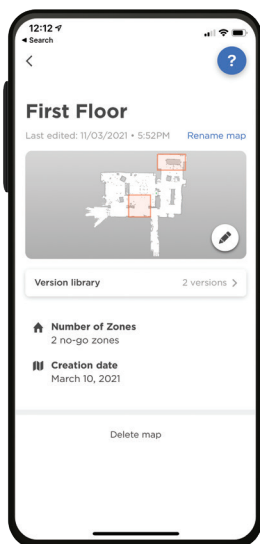 12:12
Search
?
First Floor
Last edited: 11/03/2021 • 5:52PM Rename map
Version library 2 versions
Number of Zones
2 no-go zones
Creation date
March 10, 2021
Delete map